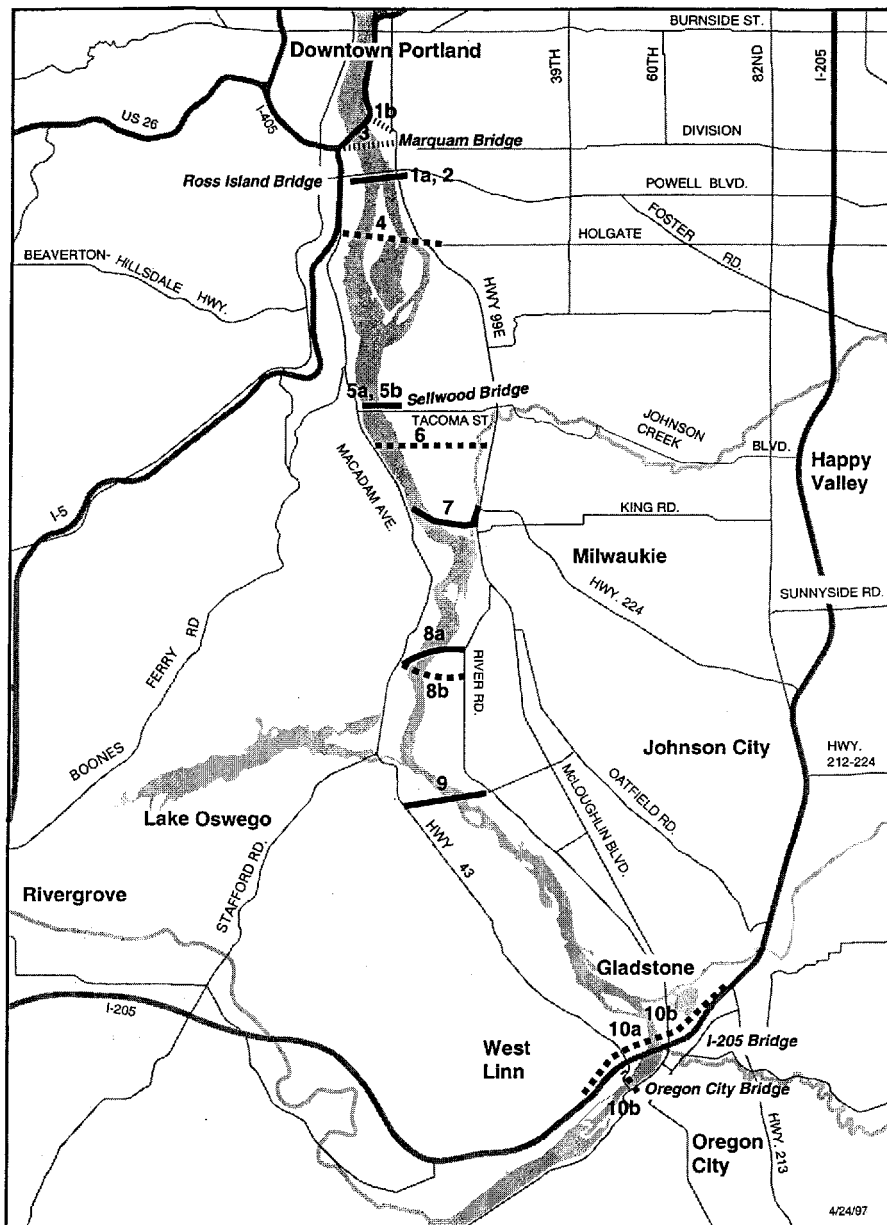 BURNSIDE ST.
Downtown Portland
39TH
60TH
82ND
I-205
US 26
I-405
1b
3
Marquam Bridge
DIVISION
Ross Island Bridge
1a, 2
POWELL BLVD.
FOSTER
RD.
4
HOLGATE
BEAVERTON-
HILLSDALE
HWY.
HWY 99E
5a, 5b
Sellwood Bridge
TACOMA ST.
6
JOHNSON
CREEK
BLVD.
Happy
Valley
MACADAM AVE.
I-5
7
KING RD.
Milwaukie
HWY. 224
SUNNYSIDE RD.
8a
8b
RIVER RD.
BOONES
FERRY
RD
Johnson City
HWY.
212-224
9
McLOUGHLIN BLVD.
OATFIELD RD.
Lake Oswego
HWY
43
STAFFORD RD.
Rivergrove
Gladstone
I-205
10a
10b
I-205 Bridge
West
Linn
Oregon City Bridge
10b
Oregon
City
HWY. 213
4/24/97